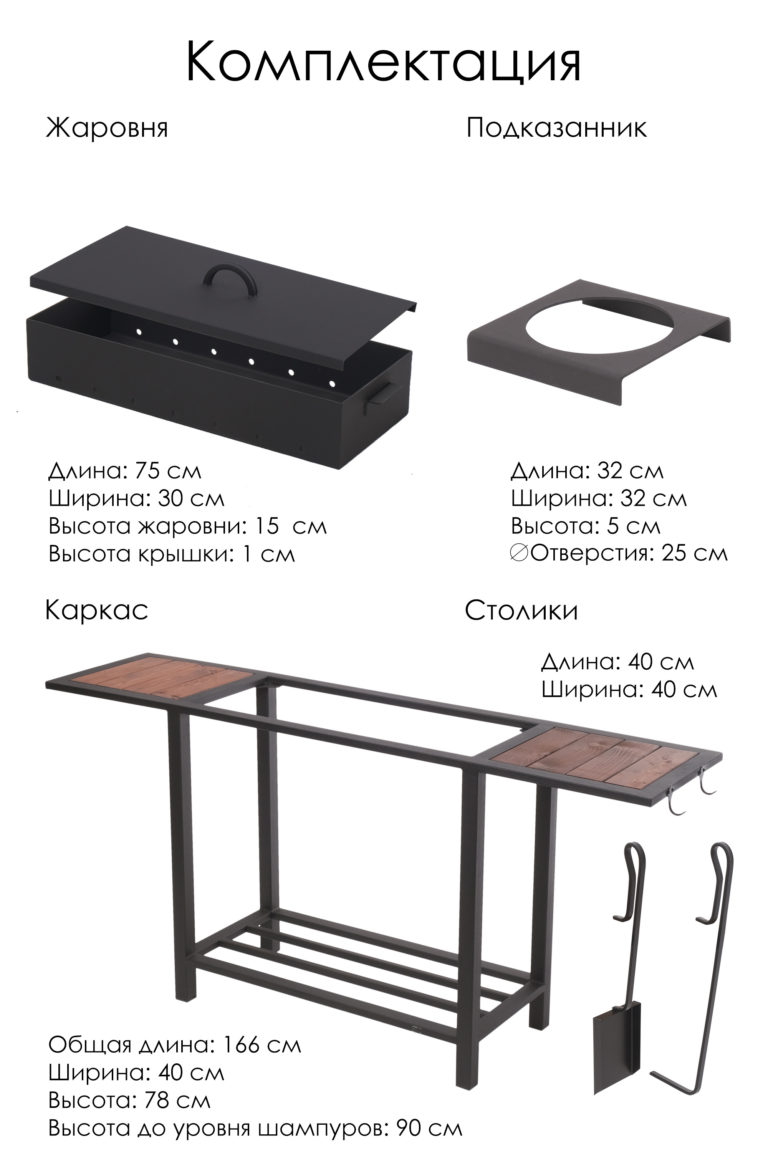 Комплектация
Жаровня
Подказанник
Длина: 75 см
Ширина: 30 см
Высота жаровни: 15 см
Высота крышки: 1 см
Длина: 32 см
Ширина: 32 см
Высота: 5 см
∅Отверстия: 25 см
Каркас
Столики
Длина: 40 см
Ширина: 40 см
Общая длина: 166 см
Ширина: 40 см
Высота: 78 см
Высота до уровня шампуров: 90 см